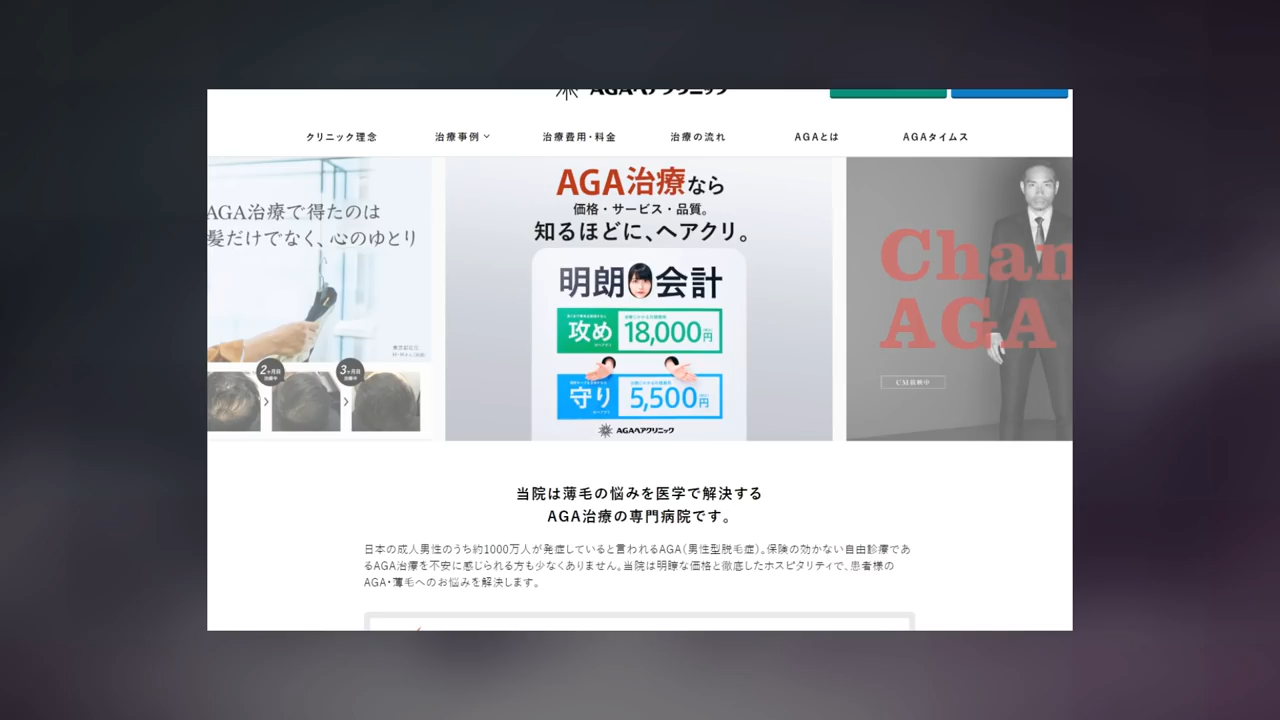 AGAヘアクリニック
クリニック理念
治療事例
治療費用・料金
治療の流れ
AGAとは
AGAタイムス
AGA治療で得たのは
髪だけでなく、心のゆとり
2ヶ月目
治療中
3ヶ月目
治療中
AGA治療なら
価格・サービス・品質。
知るほどに、ヘアクリ。
明朗会計
攻め
18,000円
守り
5,500円
AGAヘアクリニック
Chan
AGA
CM放映中
当院は薄毛の悩みを医学で解決する
AGA治療の専門病院です。
日本の成人男性のうち約1000万人が発症していると言われるAGA（男性型脱毛症）。保険の効かない自由診療であ
るAGA治療を不安に感じられる方も少なくありません。当院は明瞭な価格と徹底したホスピタリティで、患者様の
AGA・薄毛へのお悩みを解決します。